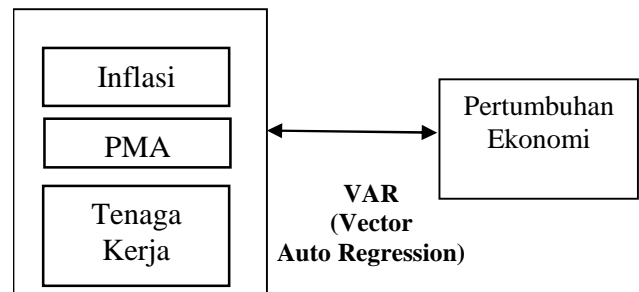 Inflasi
PMA
Tenaga
Kerja
Pertumbuhan
Ekonomi
VAR
(Vector
Auto Regression)